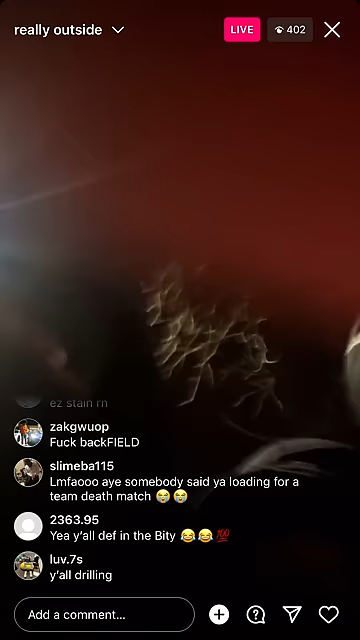 really outside
LIVE
402
ez stain rn
zakgwuop
Fuck backFIELD
slimeba115
Lmfaooo aye somebody said ya loading for a
team death match 😭😭
2363.95
Yea y'all def in the Bity 😂😂💯
luv.7s
y'all drilling
Add a comment...